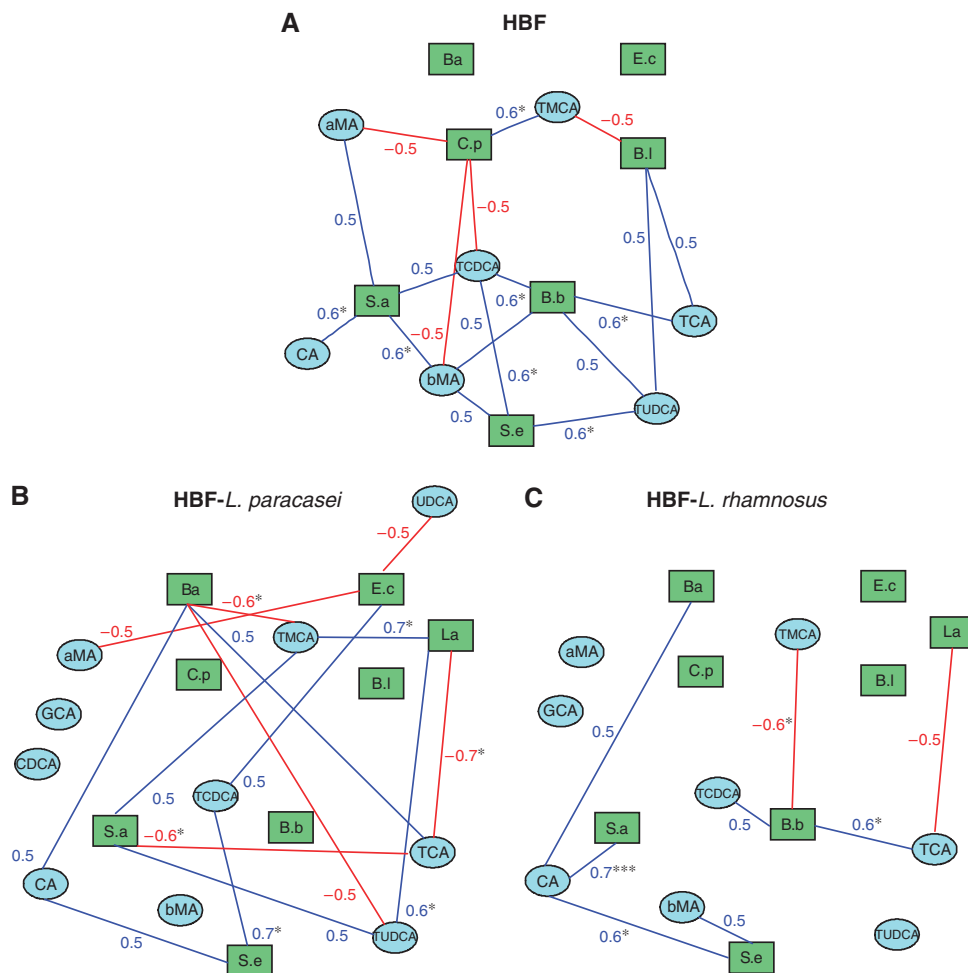 A
HBF
Ba
E.c
aMA
C.p
0.6*
TMCA
−0.5
B.l
−0.5
−0.5
0.5
0.5
0.5
S.a
0.5
TCDCA
B.b
0.6*
CA
0.6*
−0.5
0.6*
bMA
0.5
0.6*
TCA
0.6*
0.5
0.5
S.e
0.6*
TUDCA
B
HBF-L. paracasei
UDCA
−0.5
Ba
E.c
−0.6*
−0.5
aMA
0.5
TMCA
0.7*
La
C.p
B.l
GCA
CDCA
−0.7*
TCDCA
0.5
0.5
S.a
−0.6*
B.b
TCA
0.5
CA
bMA
−0.5
0.6*
0.5
0.7*
0.5
TUDCA
S.e
C
HBF-L. rhamnosus
Ba
E.c
aMA
TMCA
La
C.p
B.l
GCA
0.5
−0.6*
−0.5
TCDCA
S.a
0.5
B.b
0.6*
TCA
CA
0.7***
bMA
0.5
0.6*
S.e
TUDCA